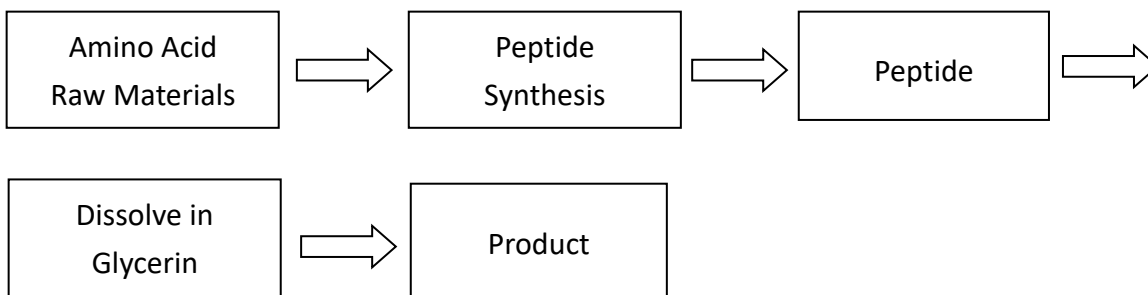 Amino Acid
Raw Materials
Peptide
Synthesis
Peptide
Dissolve in
Glycerin
Product